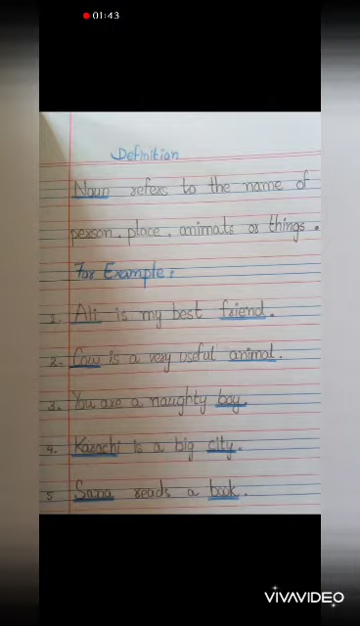 01:43
Definition
Noun refers to the name of
person, place, animals or things.
For Example:
1. Ali is my best friend.
2. Cow is a very useful animal.
3. You are a naughty boy.
4. Karachi is a big city.
5 Sana reads a book.
VIVAVIDEO